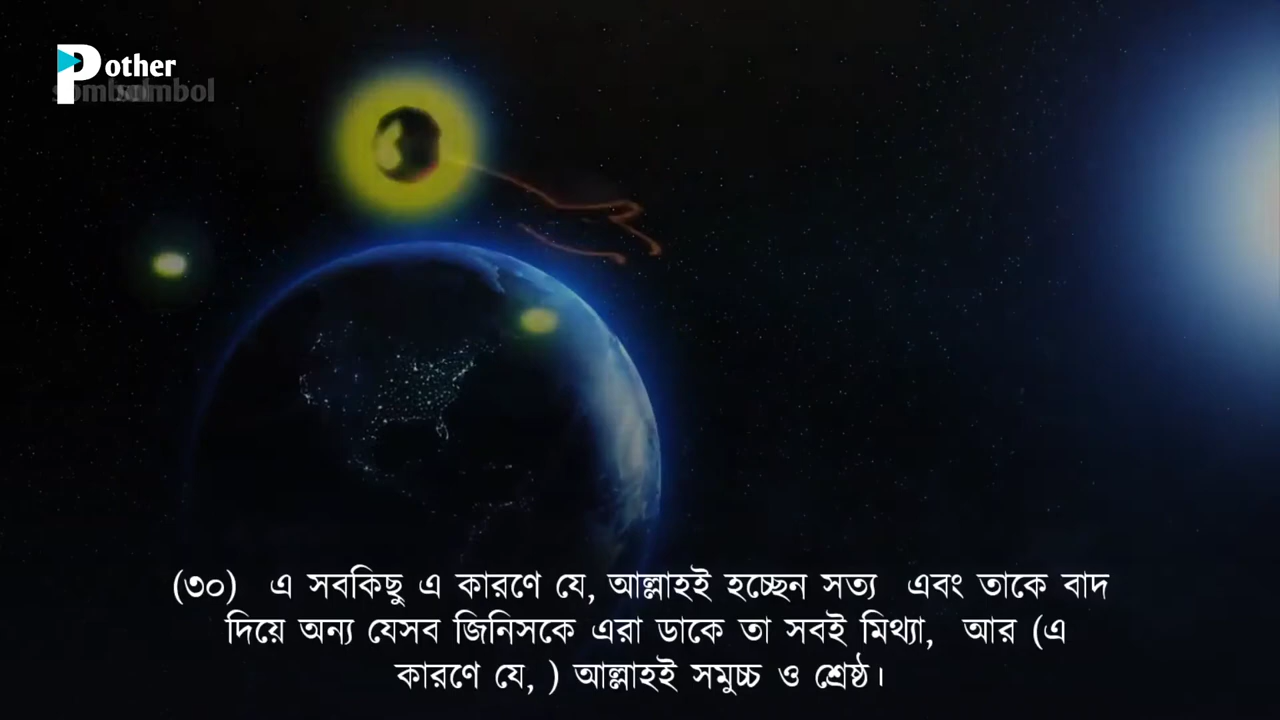 Pother
(৩০) এ সবকিছু এ কারণে যে, আল্লাহই হচ্ছেন সত্য এবং তাকে বাদ
দিয়ে অন্য যেসব জিনিসকে এরা ডাকে তা সবই মিথ্যা, আর (এ
কারণে যে, ) আল্লাহই সমুচ্চ ও শ্রেষ্ঠ।